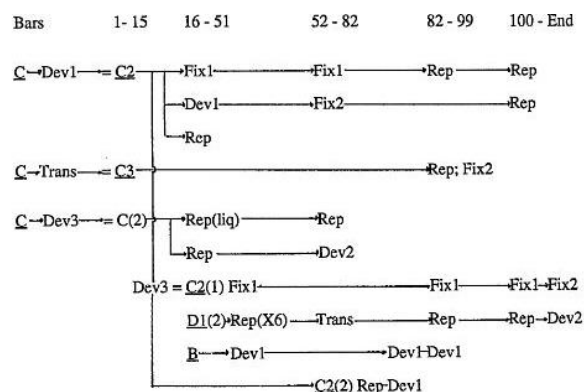 Bars 1- 15 16 - 51 52 - 82 82 - 99 100 - End
C→Dev1→= C2→Fix1→Fix1→Rep→Rep
→Dev1→Fix2→Rep
→Rep
C→Trans→= C3→Rep; Fix2
C→Dev3→= C(2)→Rep(liq)→Rep
→Rep→Dev2
Dev3 = C2(1) Fix1→Fix1→Fix1→Fix2
D1(2)→Rep(X6)→Trans→Rep→Rep→Dev2
B→Dev1→Dev1→Dev1
→C2(2) Rep→Dev1